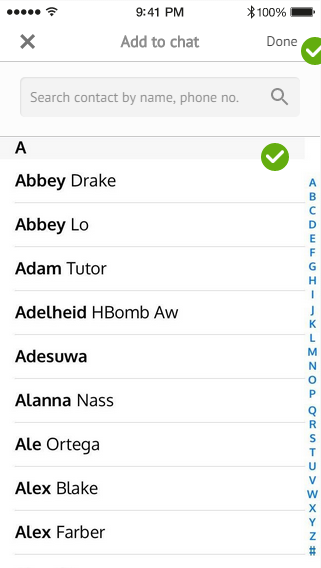 9:41 PM 100%
Add to chat Done
Search contact by name, phone no.
A
Abbey Drake
Abbey Lo
Adam Tutor
Adelheid HBomb Aw
Adesuwa
Alanna Nass
Ale Ortega
Alex Blake
Alex Farber
A
B
C
D
E
F
G
H
I
J
K
L
M
N
O
P
Q
R
S
T
U
V
W
X
Y
Z
#